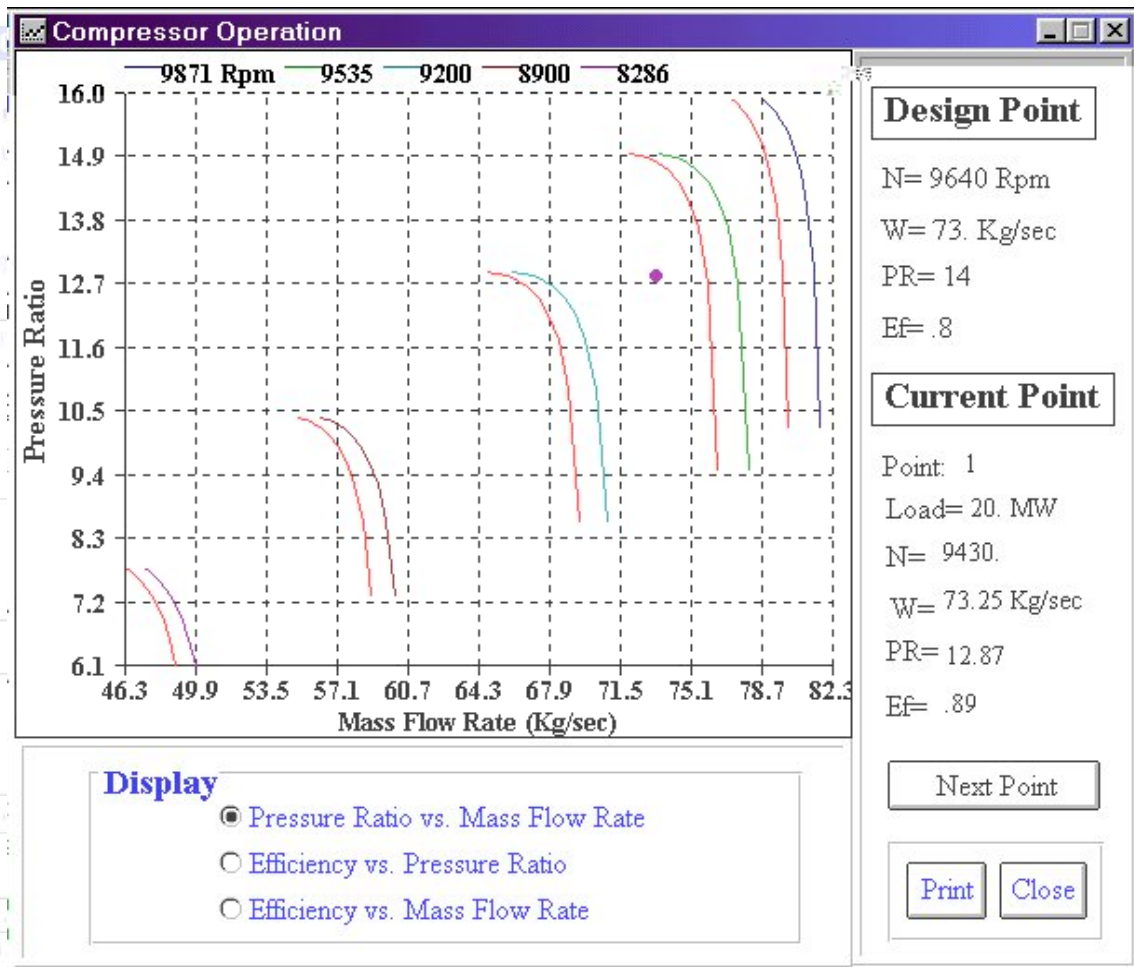 Compressor Operation
9871 Rpm 9535 9200 8900 8286
16.0
14.9
13.8
12.7
11.6
10.5
9.4
8.3
7.2
6.1
Pressure Ratio
46.3 49.9 53.5 57.1 60.7 64.3 67.9 71.5 75.1 78.7 82.3
Mass Flow Rate (Kg/sec)
Design Point
N= 9640 Rpm
W= 73. Kg/sec
PR= 14
Ef= .8
Current Point
Point: 1
Load= 20. MW
N= 9430.
W= 73.25 Kg/sec
PR= 12.87
Ef= .89
Next Point
Print Close
Display
Pressure Ratio vs. Mass Flow Rate
Efficiency vs. Pressure Ratio
Efficiency vs. Mass Flow Rate